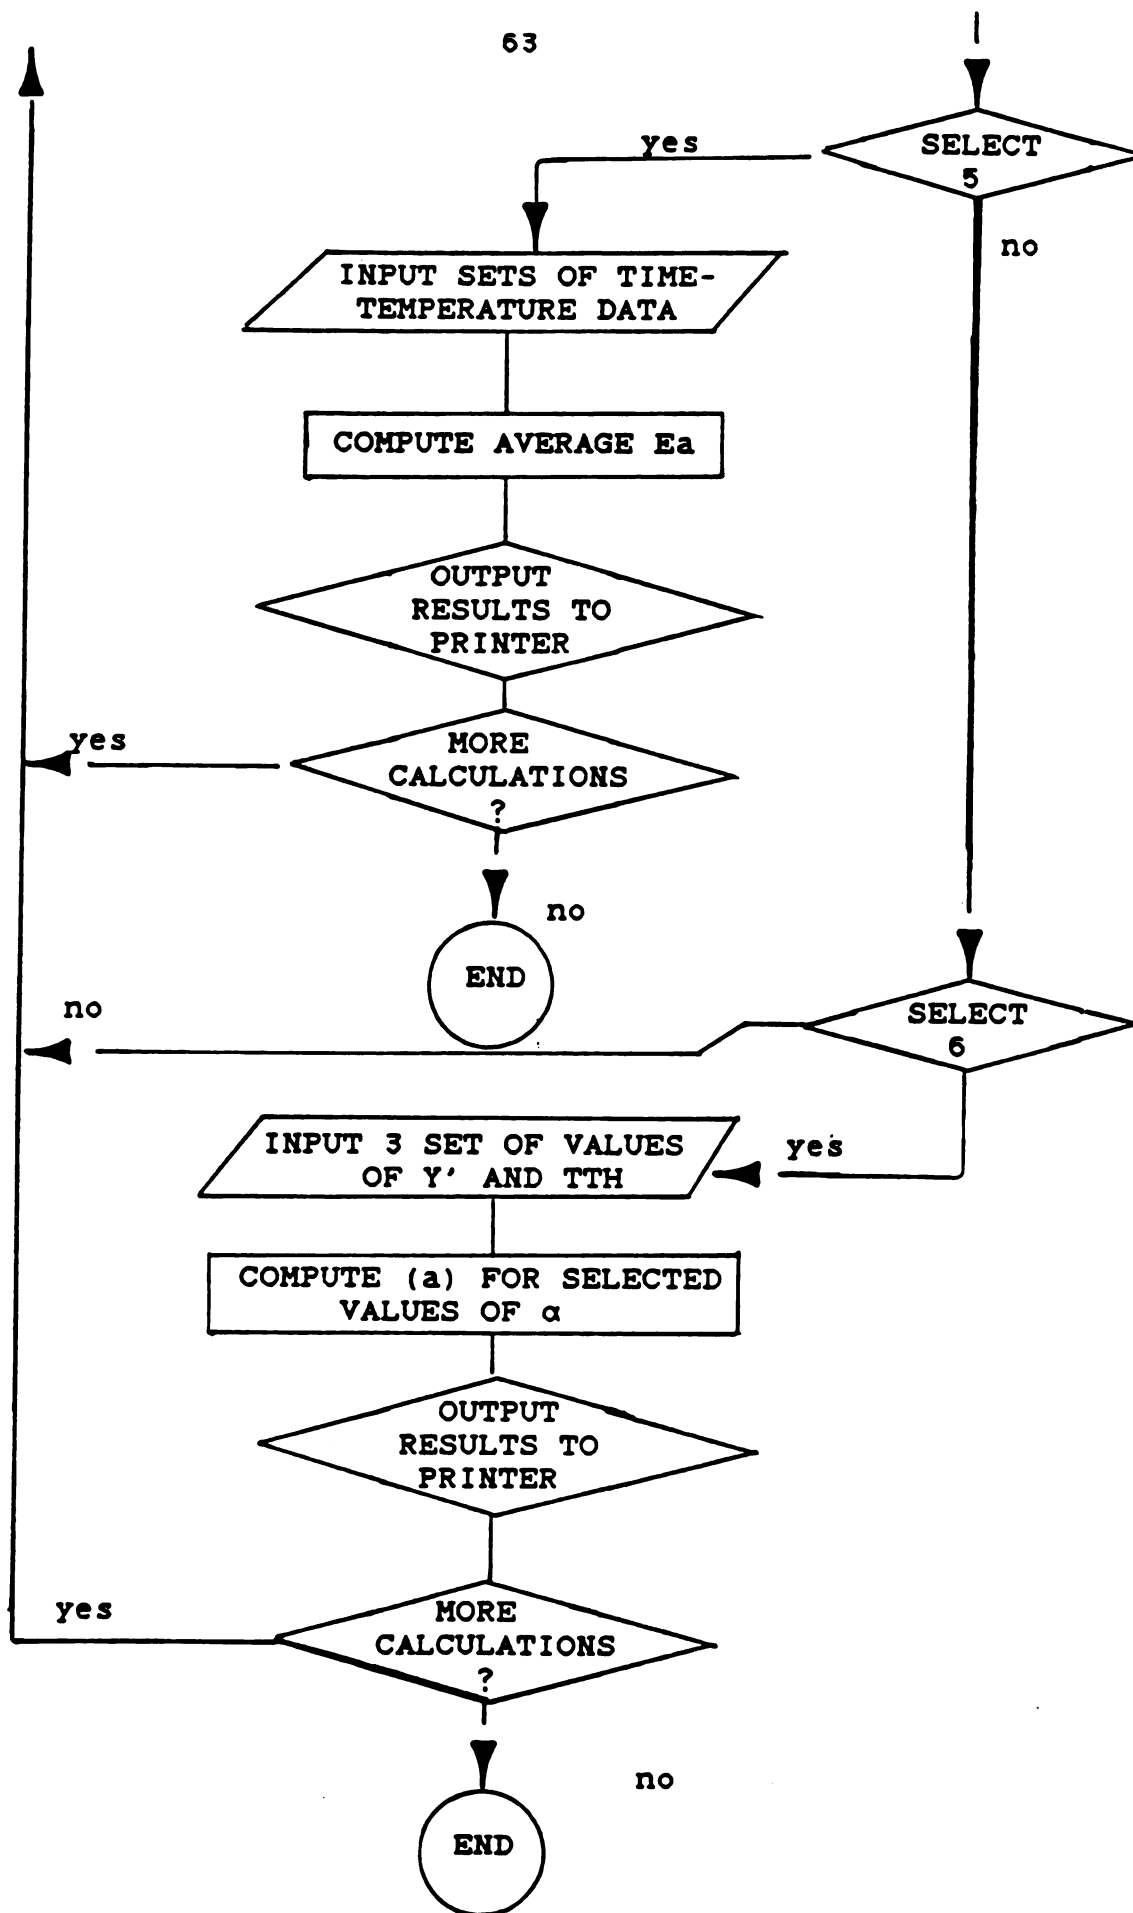 63
SELECT
5
yes
no
INPUT SETS OF TIME-
TEMPERATURE DATA
COMPUTE AVERAGE Ea
OUTPUT
RESULTS TO
PRINTER
yes
MORE
CALCULATIONS
?
no
END
no
SELECT
6
INPUT 3 SET OF VALUES
OF Y' AND TTH
yes
COMPUTE (a) FOR SELECTED
VALUES OF α
OUTPUT
RESULTS TO
PRINTER
yes
MORE
CALCULATIONS
?
no
END